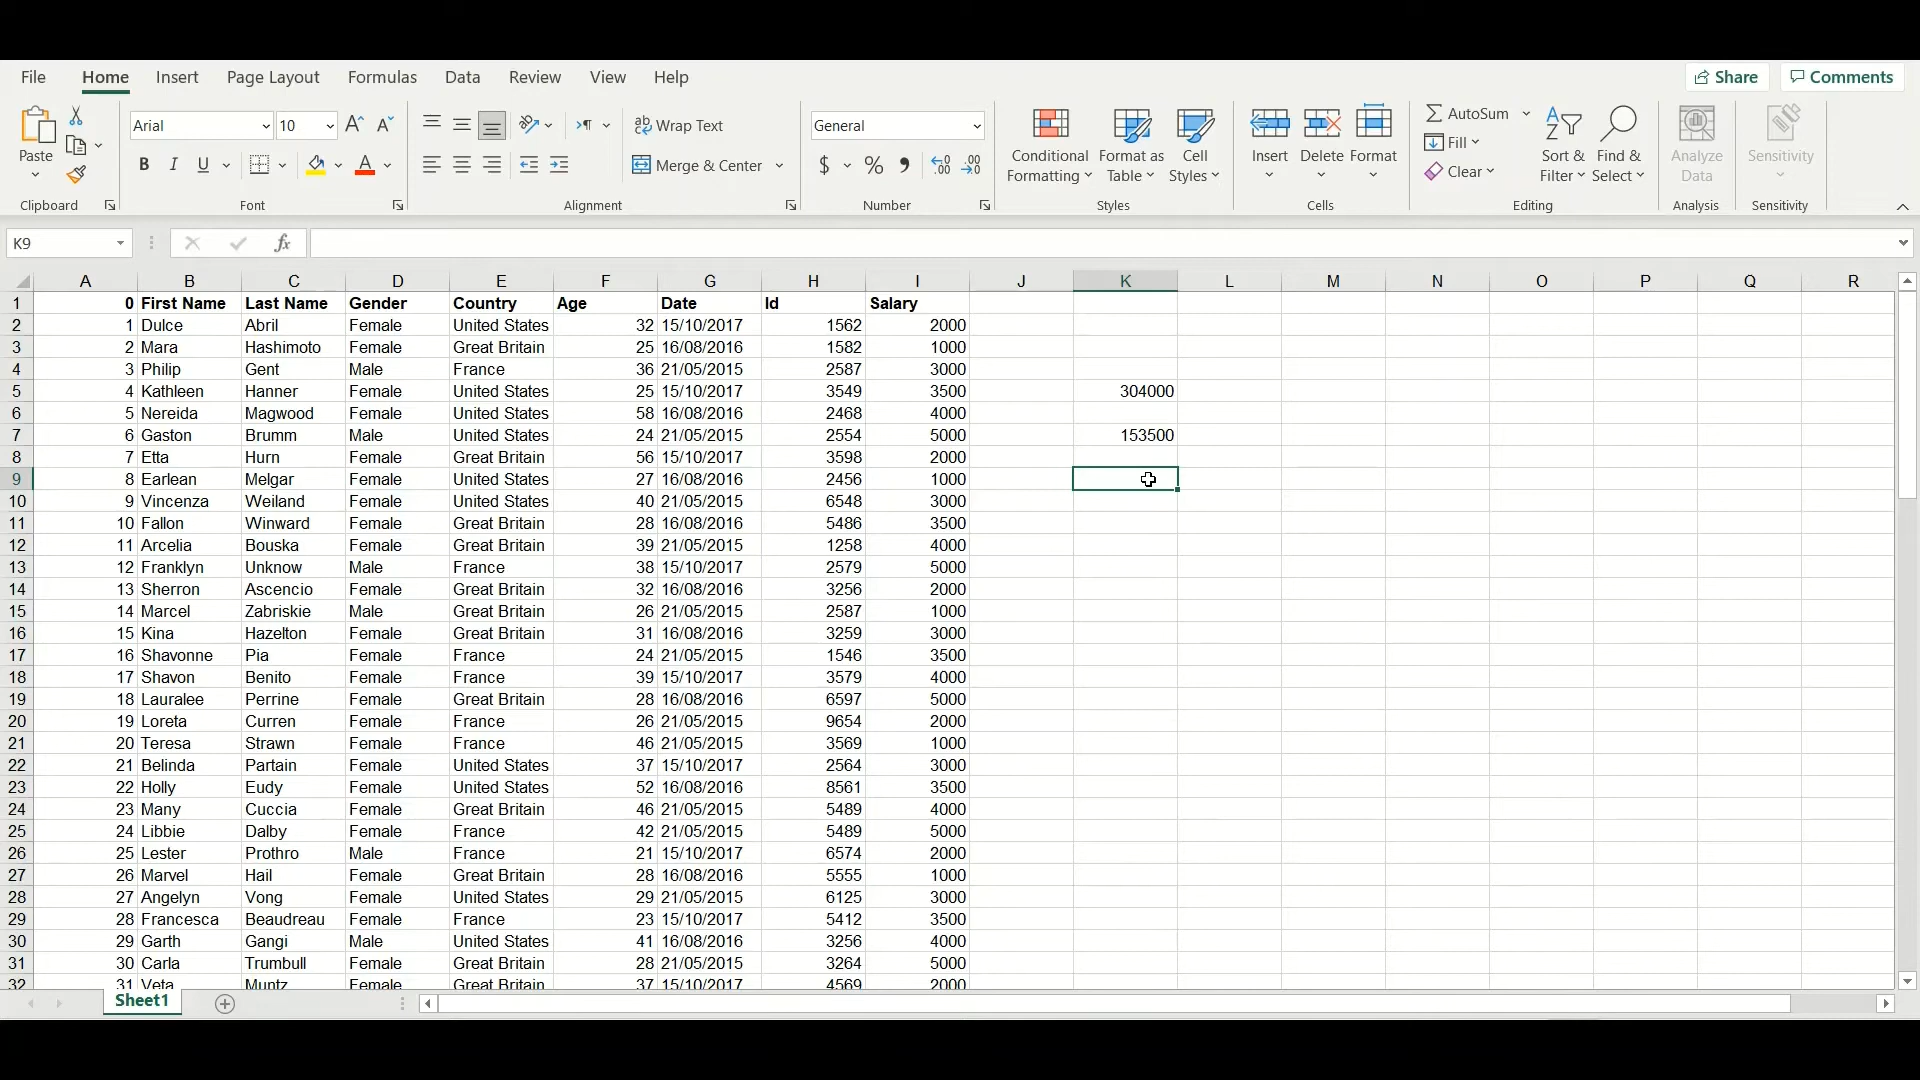 File Home Insert Page Layout Formulas Data Review View Help Share Comments
Arial 10 Wrap Text General AutoSum
Paste Conditional Formatting Format as Table Cell Styles Insert Delete Format Fill Sort & Filter Find & Select Analyze Data Sensitivity
B I U Merge & Center $ % , Clear
Clipboard Font Alignment Number Styles Cells Editing Analysis Sensitivity
K9 fx
A B C D E F G H I J K L M N O P Q R
1 0 First Name Last Name Gender Country Age Date Id Salary
2 1 Dulce Abril Female United States 32 15/10/2017 1562 2000
3 2 Mara Hashimoto Female Great Britain 25 16/08/2016 1582 1000
4 3 Philip Gent Male France 36 21/05/2015 2587 3000
5 4 Kathleen Hanner Female United States 25 15/10/2017 3549 3500 304000
6 5 Nereida Magwood Female United States 58 16/08/2016 2468 4000
7 6 Gaston Brumm Male United States 24 21/05/2015 2554 5000 153500
8 7 Etta Hurn Female Great Britain 56 15/10/2017 3598 2000
9 8 Earlean Melgar Female United States 27 16/08/2016 2456 1000
10 9 Vincenza Weiland Female United States 40 21/05/2015 6548 3000
11 10 Fallon Winward Female Great Britain 28 16/08/2016 5486 3500
12 11 Arcelia Bouska Female Great Britain 39 21/05/2015 1258 4000
13 12 Franklyn Unknow Male France 38 15/10/2017 2579 5000
14 13 Sherron Ascencio Female Great Britain 32 16/08/2016 3256 2000
15 14 Marcel Zabriskie Male Great Britain 26 21/05/2015 2587 1000
16 15 Kina Hazelton Female Great Britain 31 16/08/2016 3259 3000
17 16 Shavonne Pia Female France 24 21/05/2015 1546 3500
18 17 Shavon Benito Female France 39 15/10/2017 3579 4000
19 18 Lauralee Perrine Female Great Britain 28 16/08/2016 6597 5000
20 19 Loreta Curren Female France 26 21/05/2015 9654 2000
21 20 Teresa Strawn Female France 46 21/05/2015 3569 1000
22 21 Belinda Partain Female United States 37 15/10/2017 2564 3000
23 22 Holly Eudy Female United States 52 16/08/2016 8561 3500
24 23 Many Cuccia Female Great Britain 46 21/05/2015 5489 4000
25 24 Libbie Dalby Female France 42 21/05/2015 5489 5000
26 25 Lester Prothro Male France 21 15/10/2017 6574 2000
27 26 Marvel Hail Female Great Britain 28 16/08/2016 5555 1000
28 27 Angelyn Vong Female United States 29 21/05/2015 6125 3000
29 28 Francesca Beaudreau Female France 23 15/10/2017 5412 3500
30 29 Garth Gangi Male United States 41 16/08/2016 3256 4000
31 30 Carla Trumbull Female Great Britain 28 21/05/2015 3264 5000
32 31 Veta Muntz Female Great Britain 37 15/10/2017 4569 2000
Sheet1